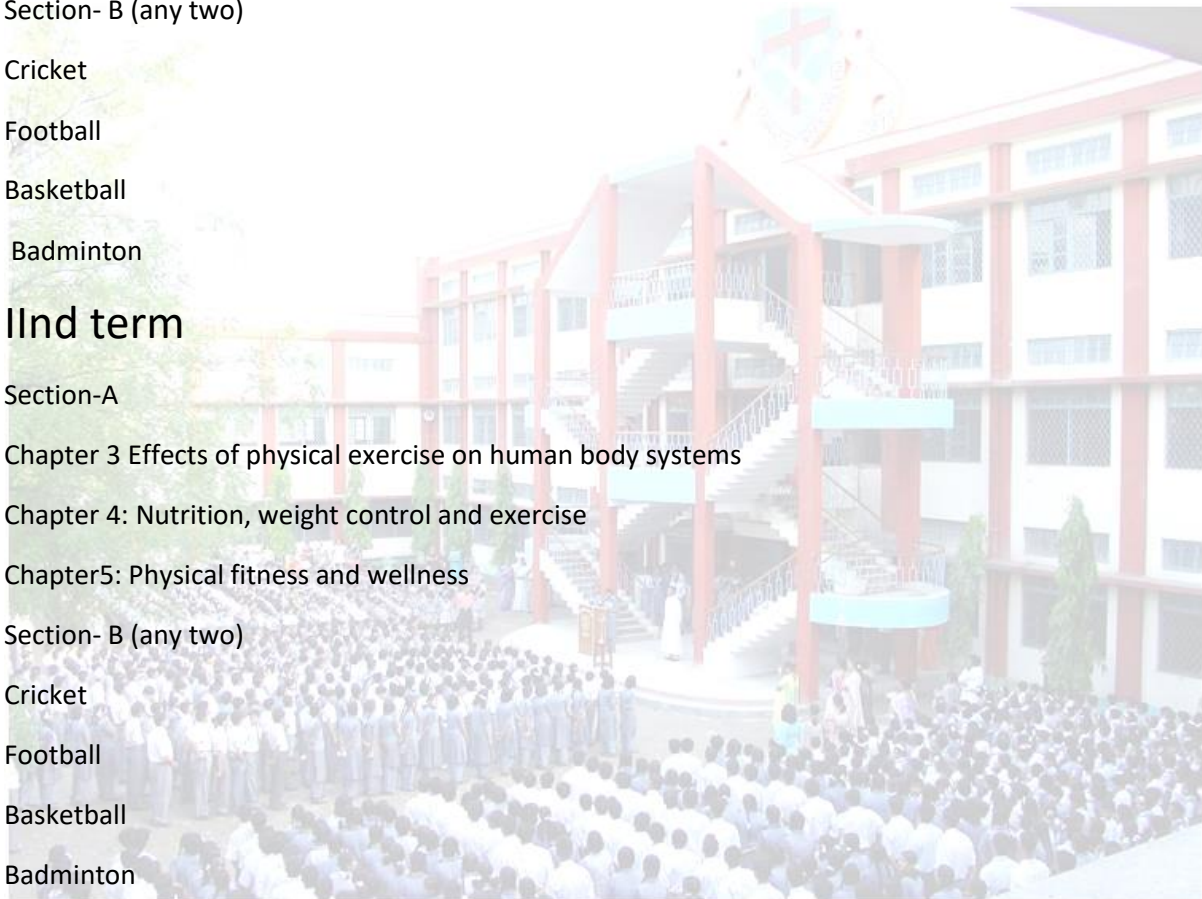 Section- B (any two)
Cricket
Football
Basketball
Badminton
IInd term
Section-A
Chapter 3 Effects of physical exercise on human body systems
Chapter 4: Nutrition, weight control and exercise
Chapter5: Physical fitness and wellness
Section- B (any two)
Cricket
Football
Basketball
Badminton